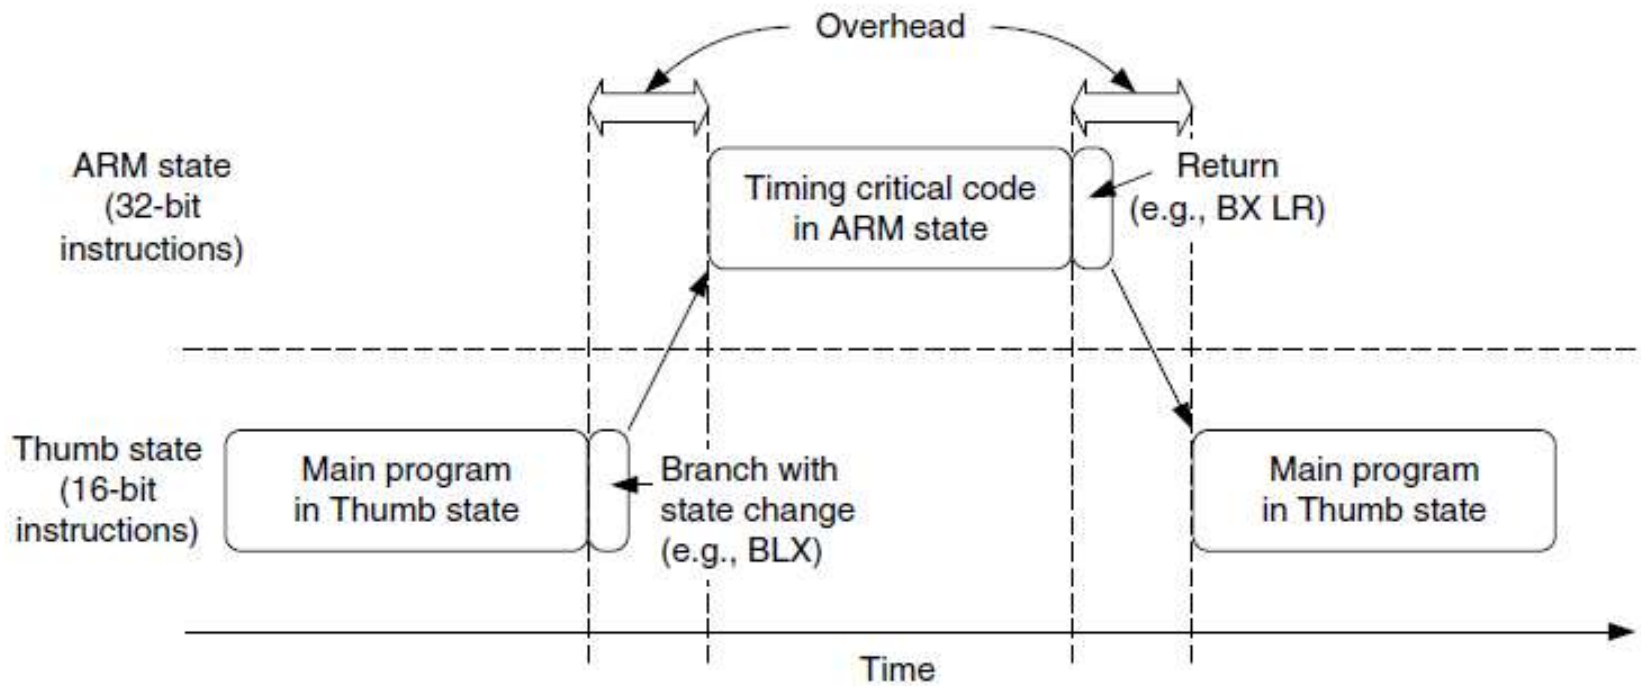 Overhead
ARM state
(32-bit
instructions)
Timing critical code
in ARM state
Return
(e.g., BX LR)
Thumb state
(16-bit
instructions)
Main program
in Thumb state
Branch with
state change
(e.g., BLX)
Main program
in Thumb state
Time